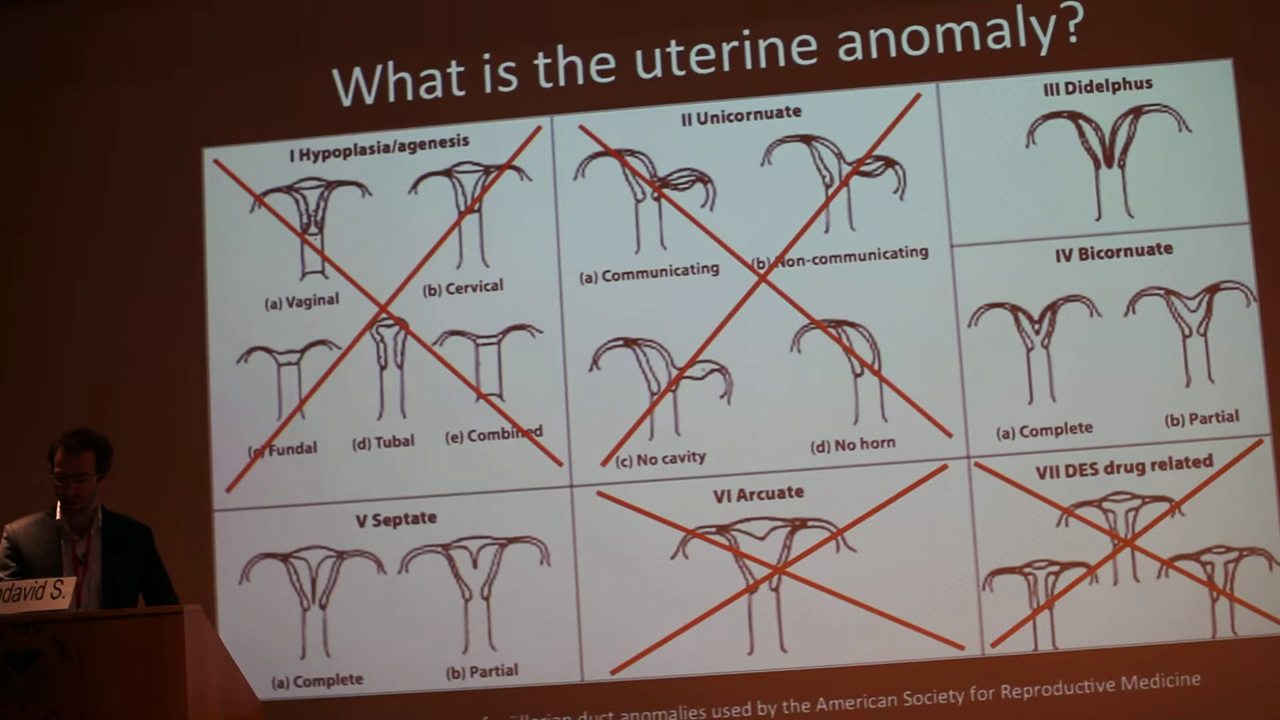 What is the uterine anomaly?
I Hypoplasia/agenesis
(a) Vaginal
(b) Cervical
Fundal
(d) Tubal
(e) Combined
II Unicornuate
(a) Communicating
(b) Non-communicating
(c) No cavity
(d) No horn
III Didelphus
IV Bicornuate
(a) Complete
(b) Partial
V Septate
(a) Complete
(b) Partial
VI Arcuate
VII DES drug related
duct anomalies used by the American Society for Reproductive Medicine
david S.